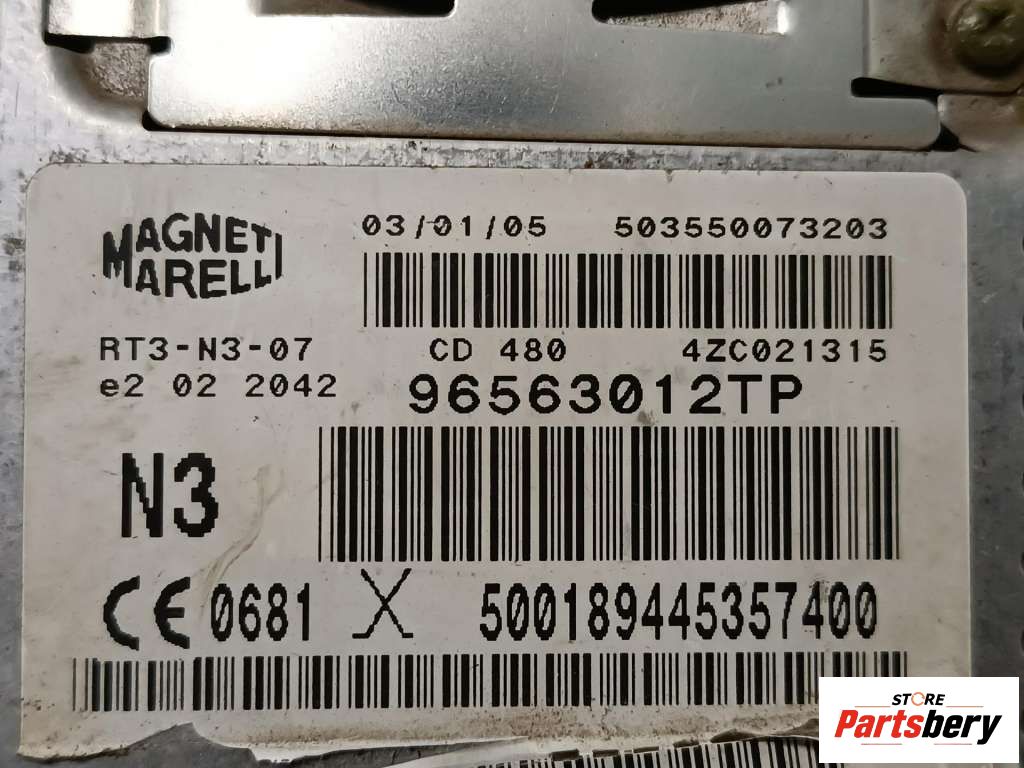 MAGNETI
MARELLI
03/01/05 503550073203
RT3-N3-07 CD 480 4ZC021315
e2 02 2042 96563012TP
N3
CE 0681 X 500189445357400
STORE
Partsbery